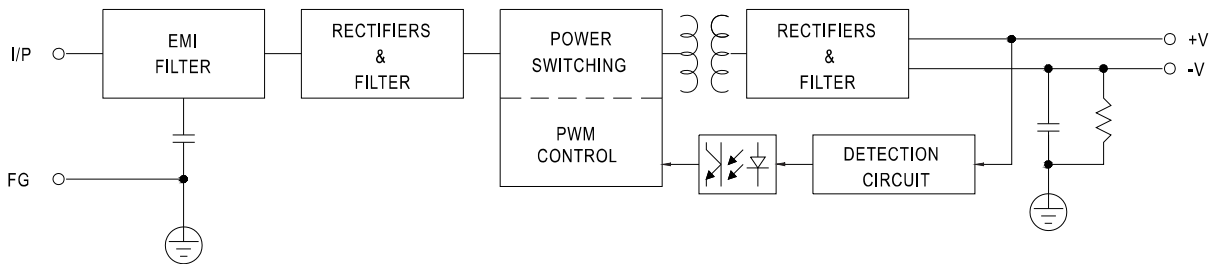 I/P
EMI
FILTER
RECTIFIERS
&
FILTER
POWER
SWITCHING
PWM
CONTROL
RECTIFIERS
&
FILTER
+V
-V
DETECTION
CIRCUIT
FG